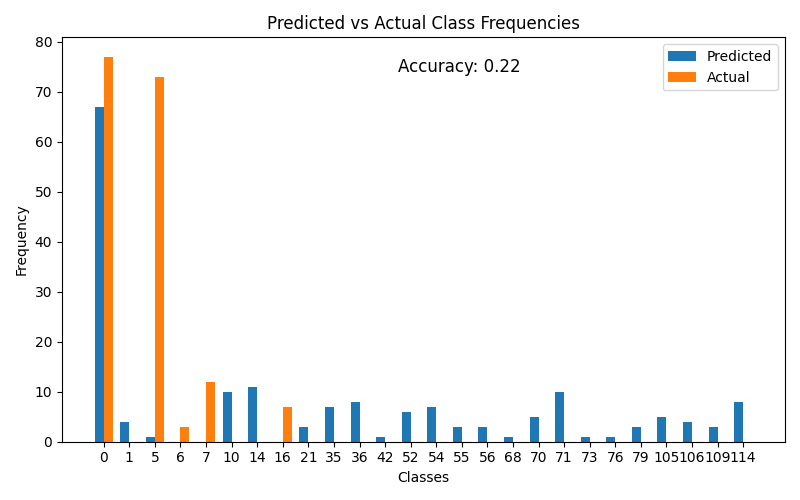 Predicted vs Actual Class Frequencies
80
70
60
50
40
30
20
10
0
Frequency
Accuracy: 0.22
Predicted
Actual
0 1 5 6 7 10 14 16 21 35 36 42 52 54 55 56 68 70 71 73 76 79 105 106 109 114
Classes